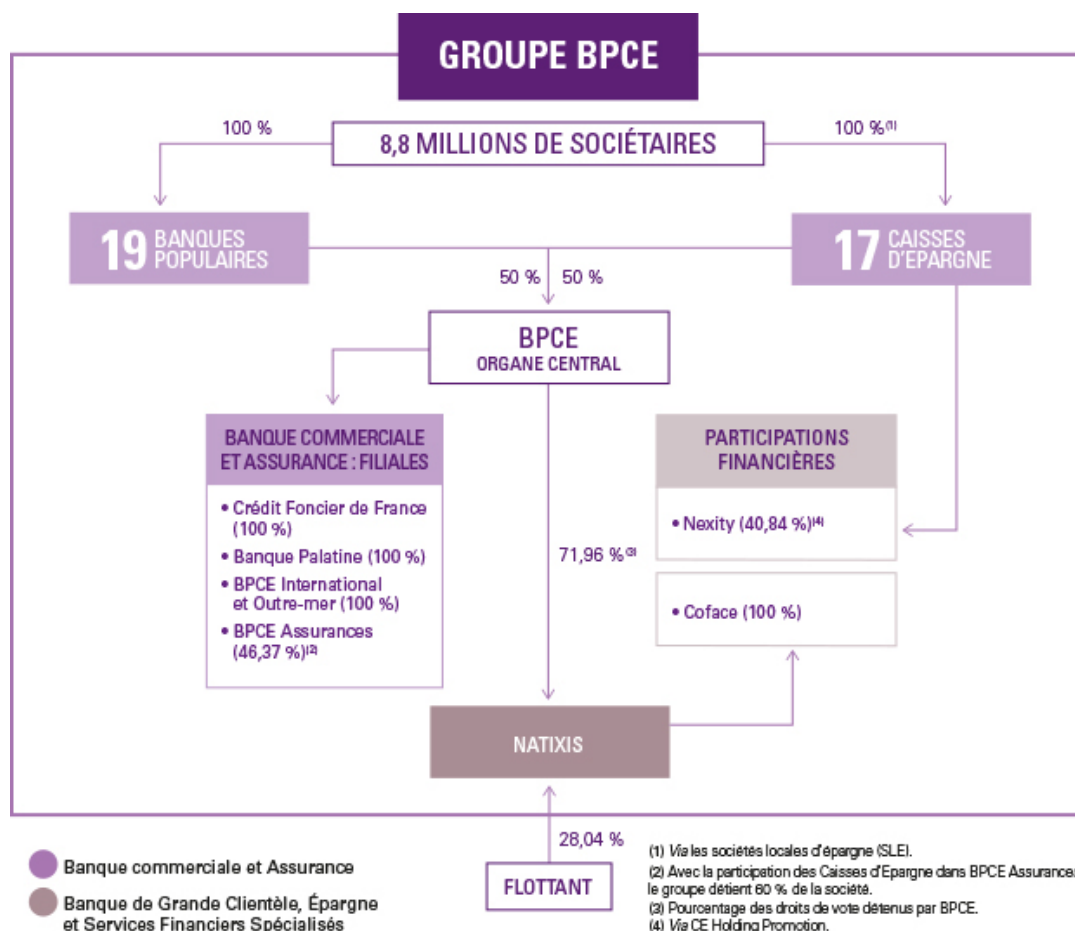 GROUPE BPCE
100 %
8,8 MILLIONS DE SOCIÉTAIRES
100 %(1)
19 BANQUES
POPULAIRES
17 CAISSES
D'EPARGNE
50 %
50 %
BPCE
ORGANE CENTRAL
BANQUE COMMERCIALE
ET ASSURANCE : FILIALES
• Crédit Foncier de France
(100 %)
• Banque Palatine (100 %)
• BPCE International
et Outre-mer (100 %)
• BPCE Assurances
(46,37 %)(2)
PARTICIPATIONS
FINANCIÈRES
• Nexity (40,84 %)(4)
71,96 %(3)
• Coface (100 %)
NATIXIS
28,04 %
FLOTTANT
Banque commerciale et Assurance
Banque de Grande Clientèle, Épargne
et Services Financiers Spécialisés
(1) Via les sociétés locales d'épargne (SLE).
(2) Avec la participation des Caisses d'Epargne dans BPCE Assurances
le groupe détient 60 % de la société.
(3) Pourcentage des droits de vote détenus par BPCE.
(4) Via CE Holding Promotion.